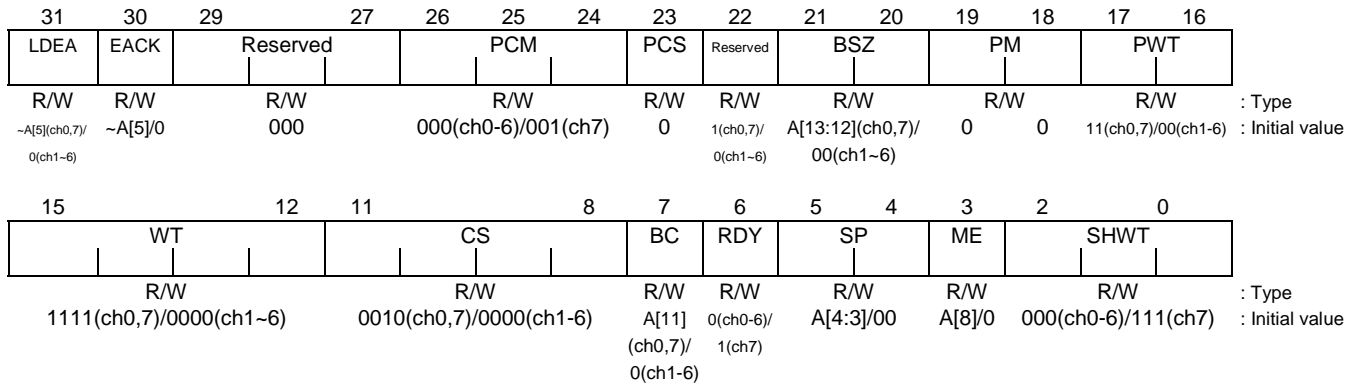 31 30 29 27 26 25 24 23 22 21 20 19 18 17 16
LDEA EACK Reserved PCM PCS Reserved BSZ PM PWT
R/W R/W R/W R/W R/W R/W R/W R/W R/W : Type
~A[5](ch0,7)/ ~A[5]/0 000 000(ch0-6)/001(ch7) 0 1(ch0,7)/ A[13:12](ch0,7)/ 0 0 11(ch0,7)/00(ch1-6) : Initial value
0(ch1~6) 0(ch1~6) 00(ch1~6)
15 12 11 8 7 6 5 4 3 2 0
WT CS BC RDY SP ME SHWT
R/W R/W R/W R/W R/W R/W R/W : Type
1111(ch0,7)/0000(ch1~6) 0010(ch0,7)/0000(ch1-6) A[11] 0(ch0-6)/ A[4:3]/00 A[8]/0 000(ch0-6)/111(ch7) : Initial value
(ch0,7)/ 1(ch7)
0(ch1-6)